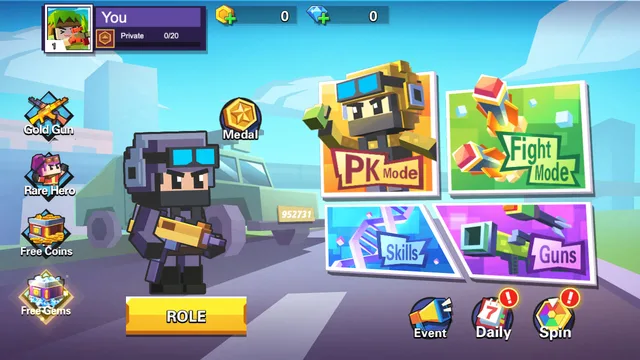 You
1
Private 0/20
0
0
Gold Gun
Rare Hero
Free Coins
Free Gems
Medal
952731
ROLE
PK Mode
Fight
Mode
Skills
Guns
Event
7
Daily
!
Spin
!